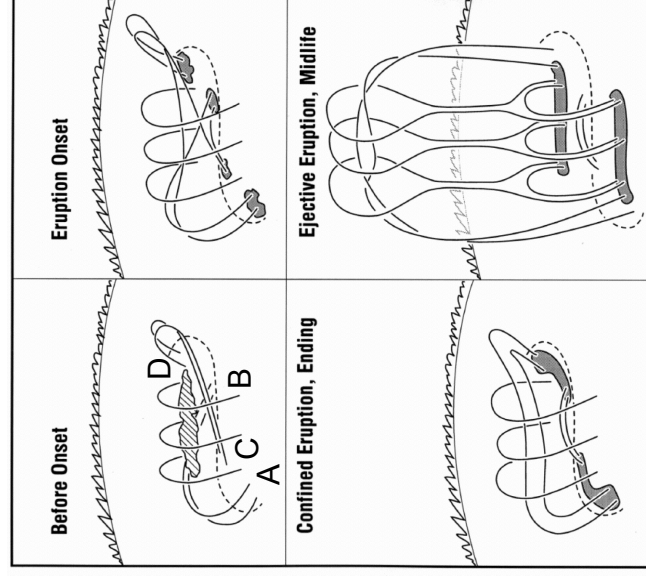 Before Onset
D
C
B
A
Eruption Onset
Confined Eruption, Ending
Ejective Eruption, Midlife